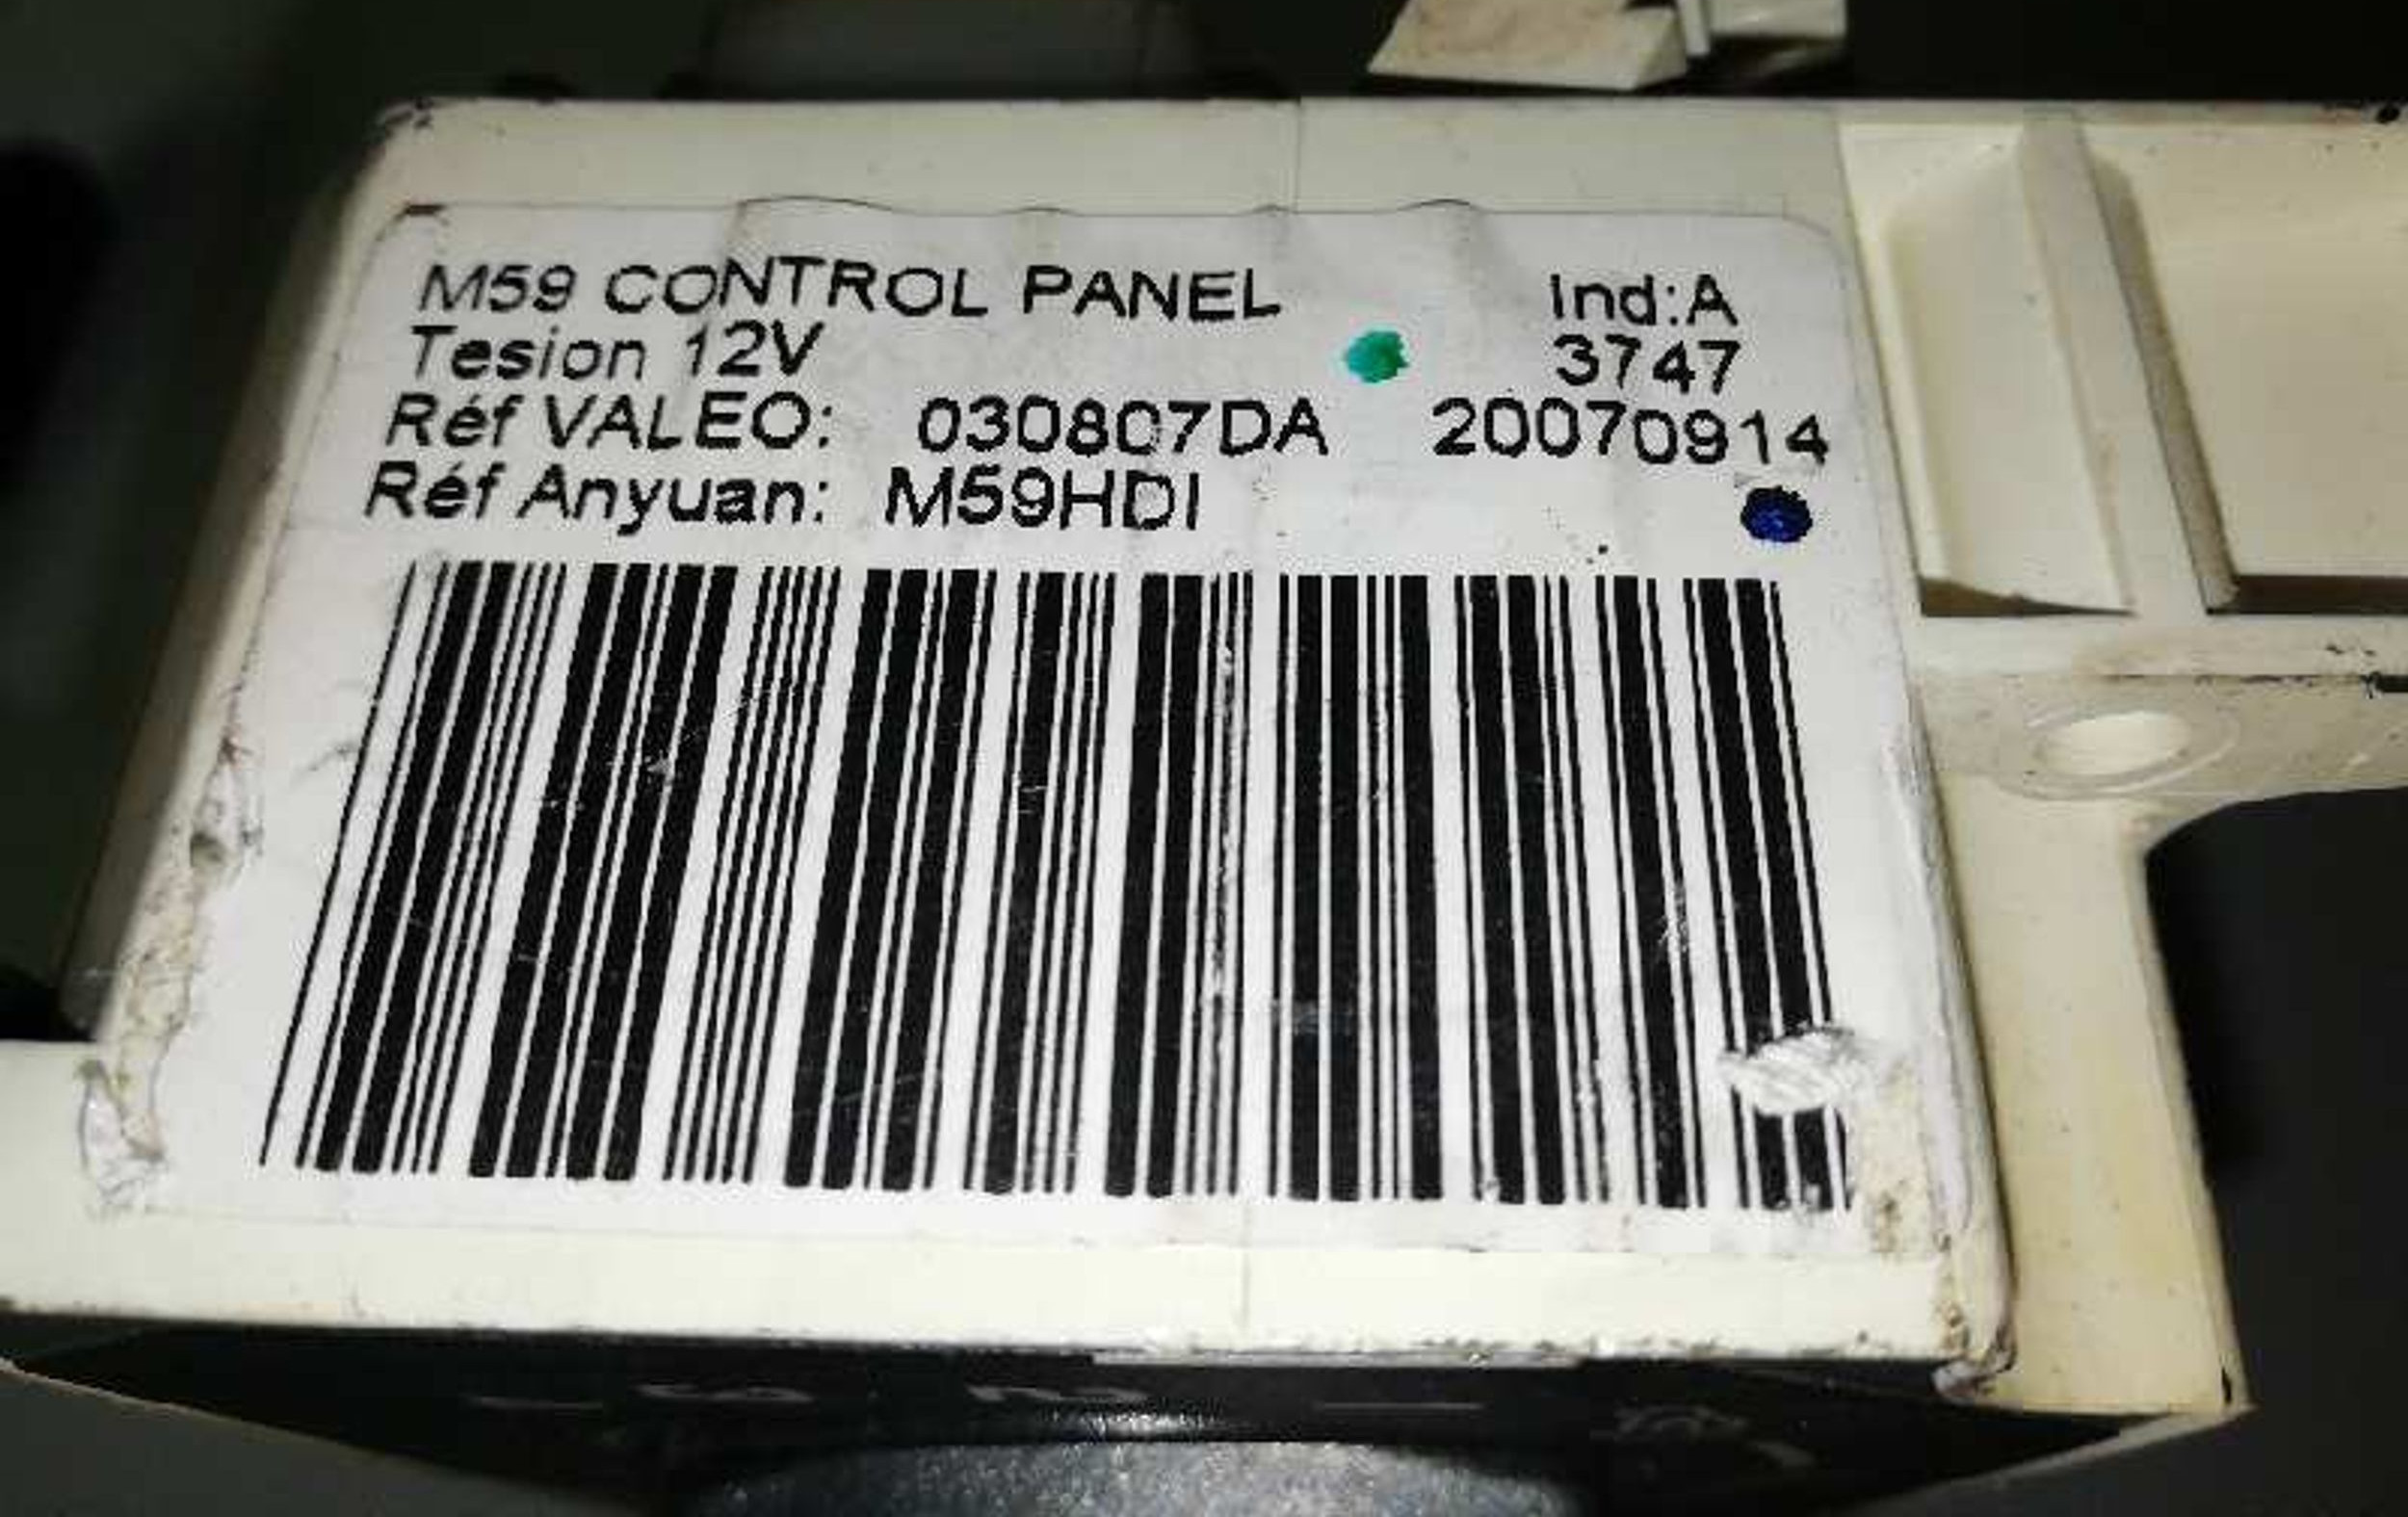 M59 CONTROL PANEL Ind:A
Tesion 12V 3747
Réf VALEO: 030807DA 20070914
Réf Anyuan: M59HDI